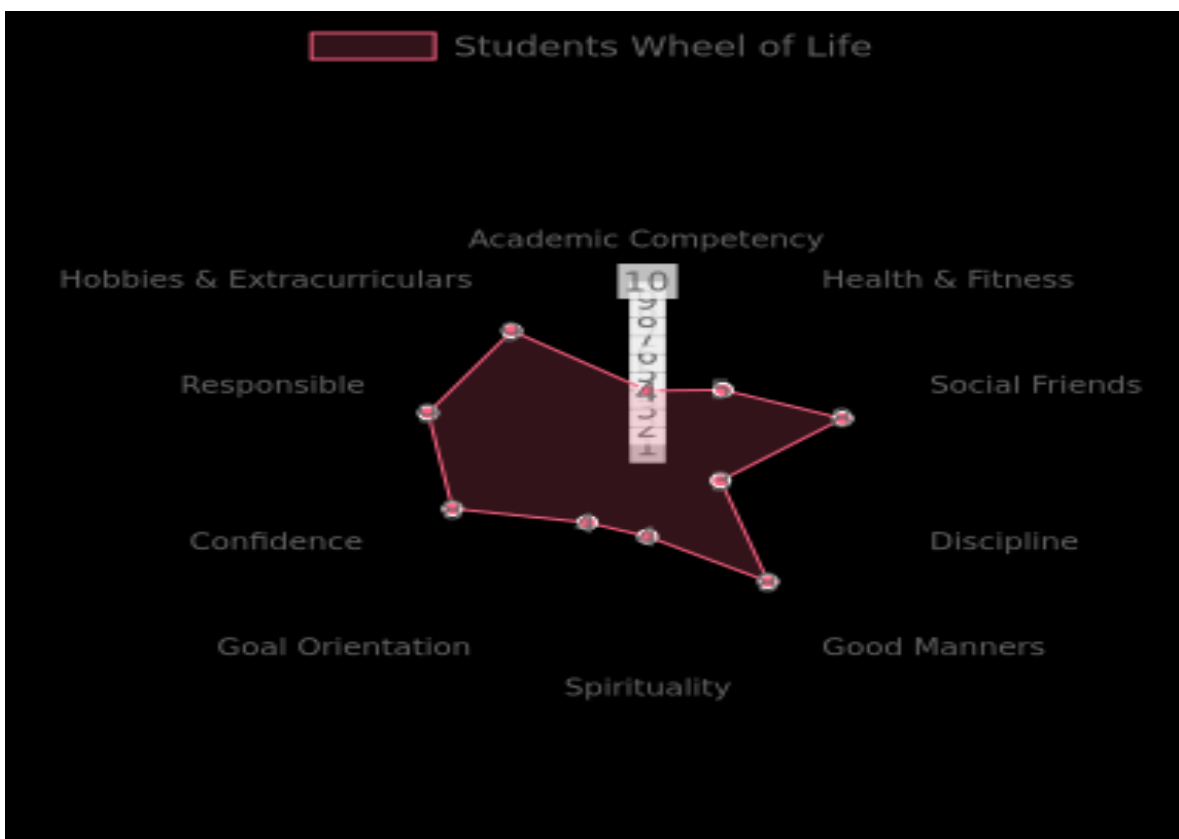 Students Wheel of Life
Academic Competency
Hobbies & Extracurriculars
Health & Fitness
10
Responsible
Social Friends
4
Confidence
Discipline
Goal Orientation
Good Manners
Spirituality